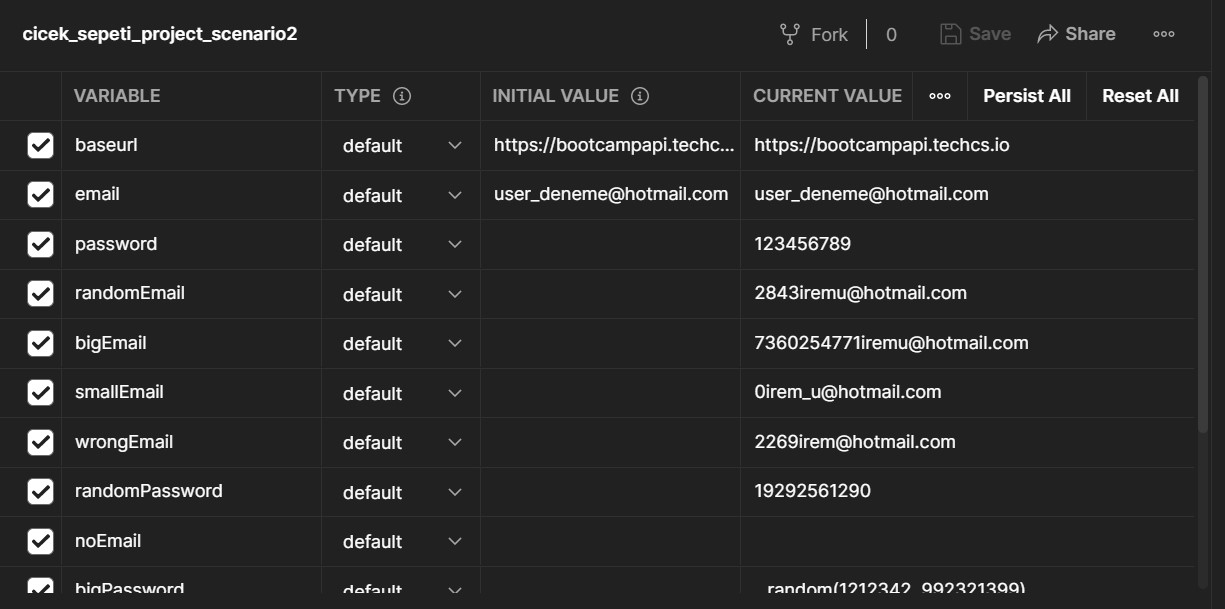 cicek_sepeti_project_scenario2 Fork 0 Save Share
VARIABLE TYPE INITIAL VALUE CURRENT VALUE Persist All Reset All
baseurl default https://bootcampapi.techc... https://bootcampapi.techcs.io
email default user_deneme@hotmail.com user_deneme@hotmail.com
password default 123456789
randomEmail default 2843iremu@hotmail.com
bigEmail default 7360254771iremu@hotmail.com
smallEmail default 0irem_u@hotmail.com
wrongEmail default 2269irem@hotmail.com
randomPassword default 19292561290
noEmail default
bigPassword default _.random(1212342, 992321399)